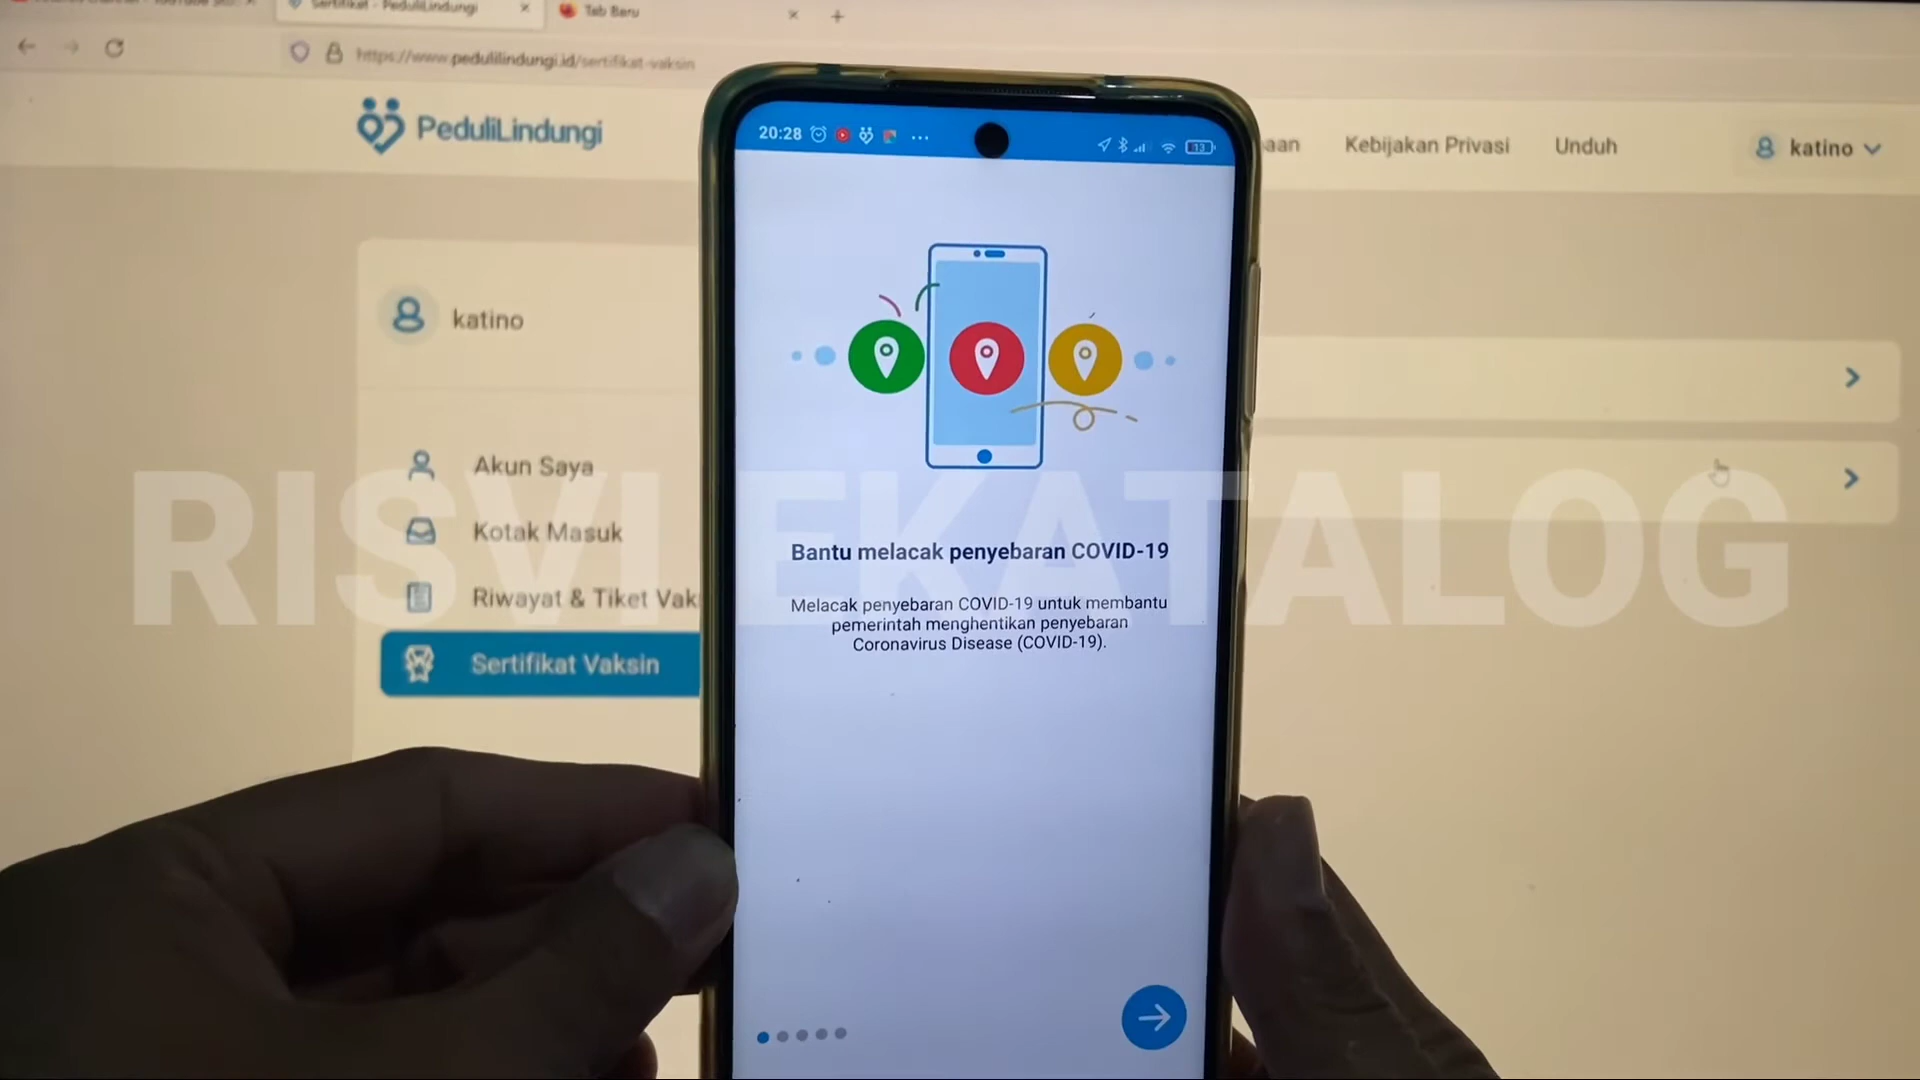 Sertifikat - PeduliLindungi
Tab Baru
https://www.pedulilindungi.id/sertifikat-vaksin
PeduliLindungi
Kebijakan Privasi
Unduh
katino
20:28
13
katino
Akun Saya
Kotak Masuk
Riwayat & Tiket Vak
Sertifikat Vaksin
RISVI EKATALOG
Bantu melacak penyebaran COVID-19
Melacak penyebaran COVID-19 untuk membantu
pemerintah menghentikan penyebaran
Coronavirus Disease (COVID-19).